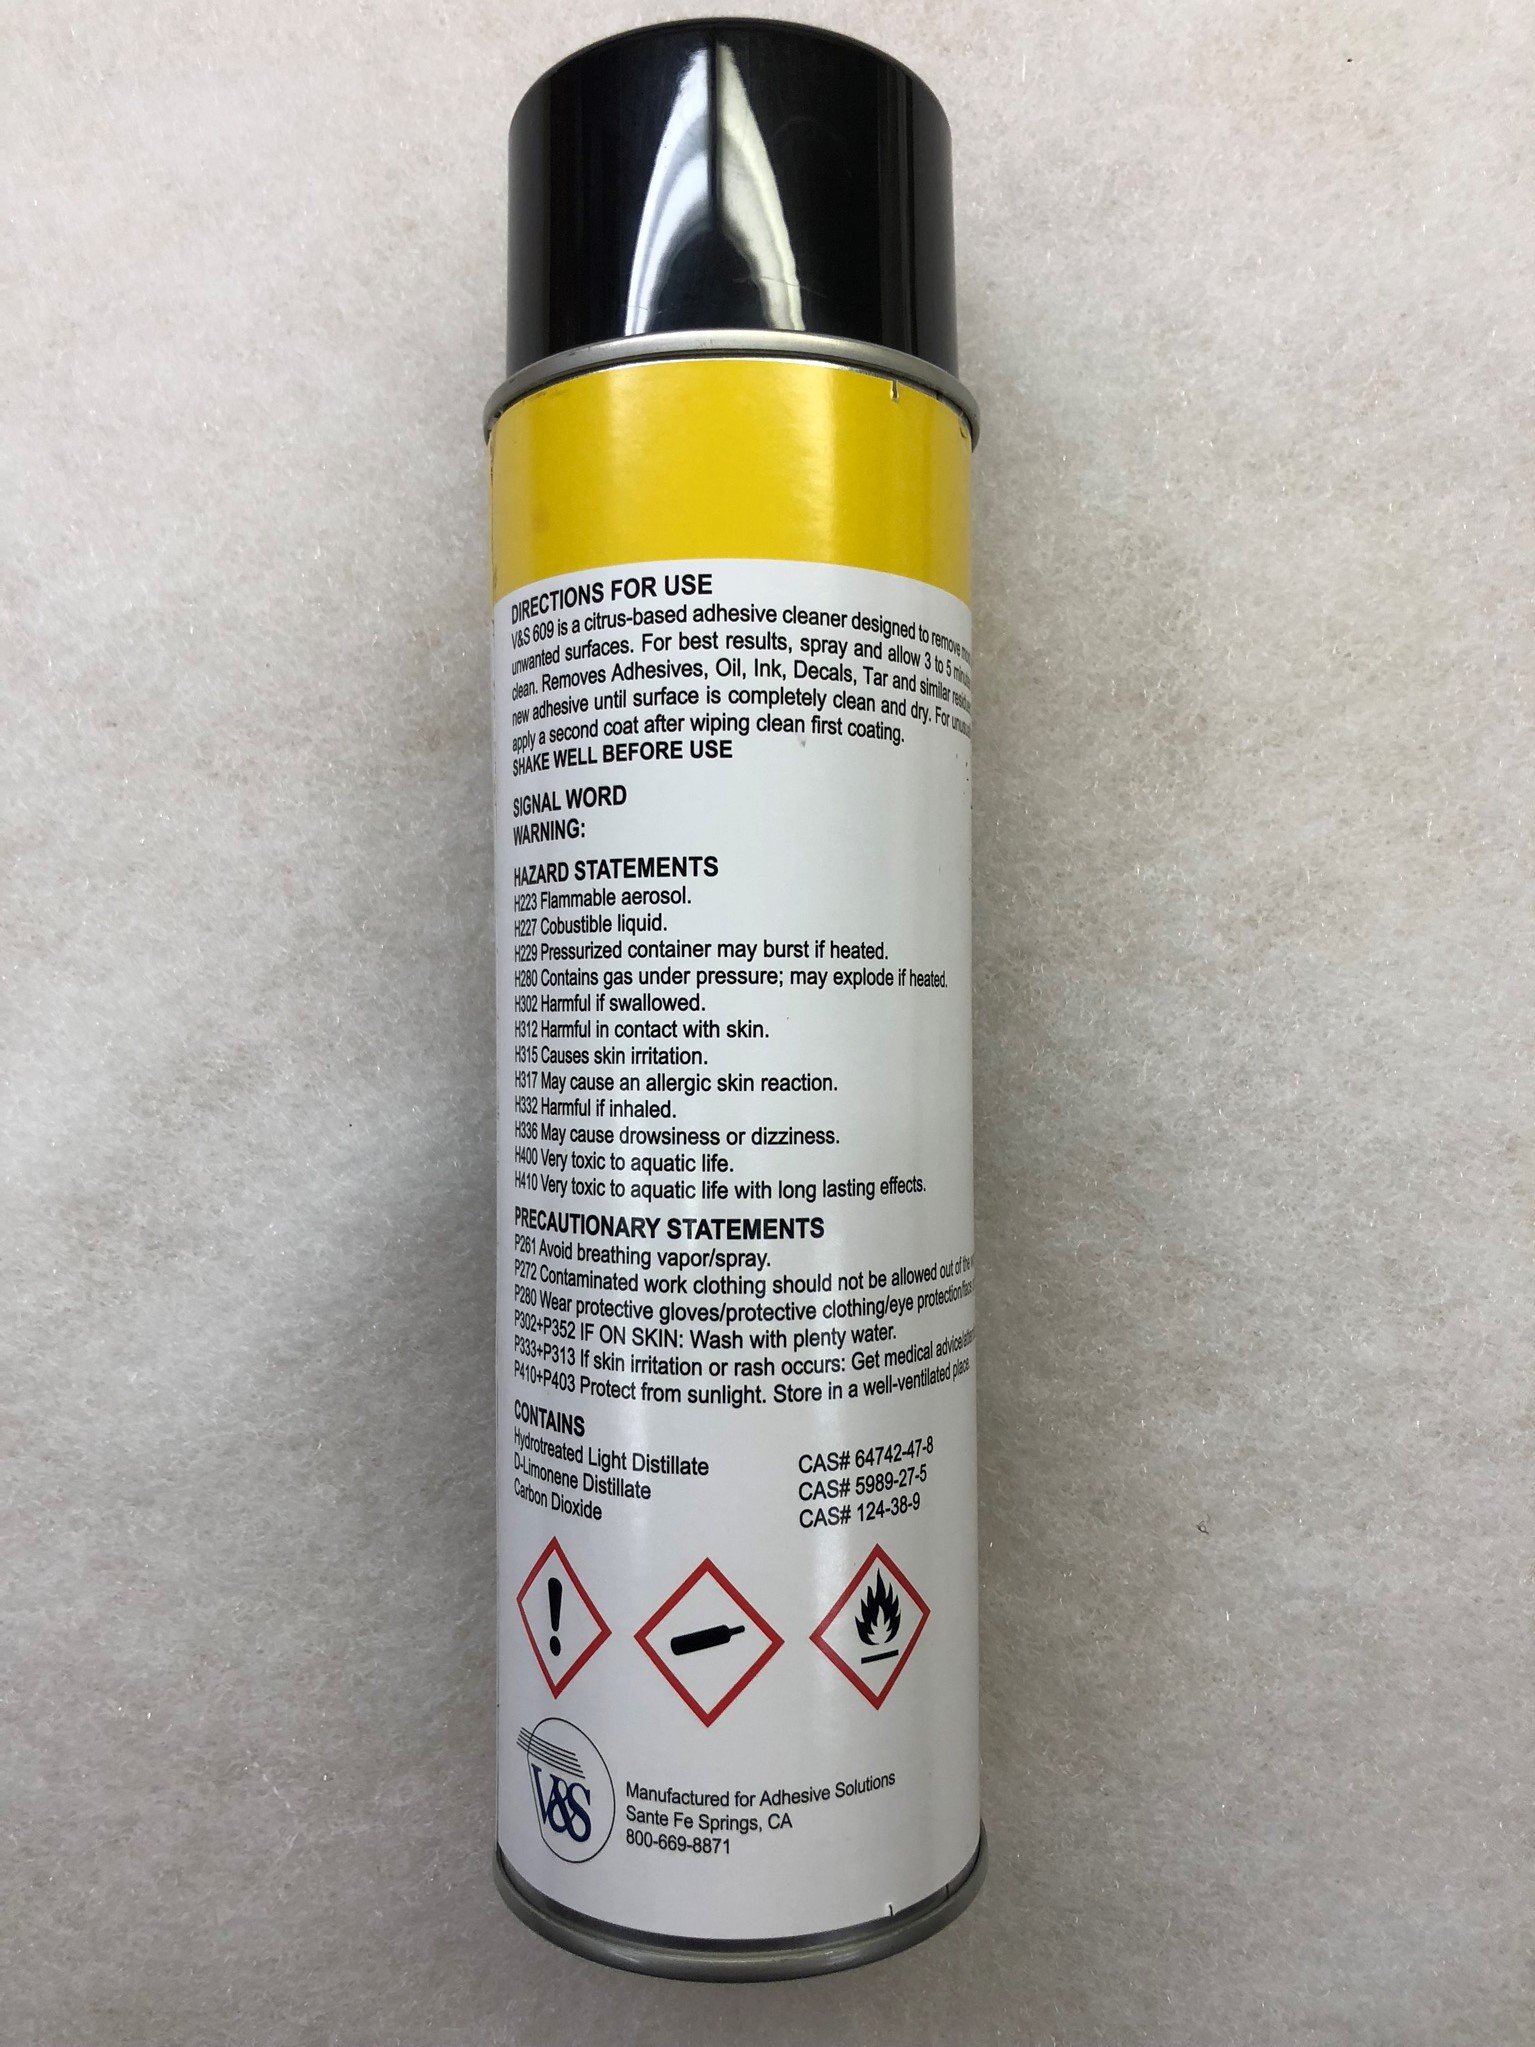 DIRECTIONS FOR USE
V&S 609 is a citrus-based adhesive cleaner designed to remove
unwanted surfaces. For best results, spray and allow 3 to 5
clean. Removes Adhesives, Oil, Ink, Decals, Tar and similar
new adhesive until surface is completely clean and dry. For
apply a second coat after wiping clean first coating.
SHAKE WELL BEFORE USE
SIGNAL WORD
WARNING:
HAZARD STATEMENTS
H223 Flammable aerosol.
H227 Cobustible liquid.
H229 Pressurized container may burst if heated.
H280 Contains gas under pressure; may explode if heated.
H302 Harmful if swallowed.
H312 Harmful in contact with skin.
H315 Causes skin irritation.
H317 May cause an allergic skin reaction.
H332 Harmful if inhaled.
H336 May cause drowsiness or dizziness.
H400 Very toxic to aquatic life.
H410 Very toxic to aquatic life with long lasting effects.
PRECAUTIONARY STATEMENTS
P261 Avoid breathing vapor/spray.
P272 Contaminated work clothing should not be allowed out of the
P280 Wear protective gloves/protective clothing/eye protection/face
P302+P352 IF ON SKIN: Wash with plenty water.
P333+P313 If skin irritation or rash occurs: Get medical
P410+P403 Protect from sunlight. Store in a well-ventilated place.
CONTAINS
Hydrotreated Light Distillate CAS# 64742-47-8
D-Limonene Distillate CAS# 5989-27-5
Carbon Dioxide CAS# 124-38-9
V&S
Manufactured for Adhesive Solutions
Sante Fe Springs, CA
800-669-8871